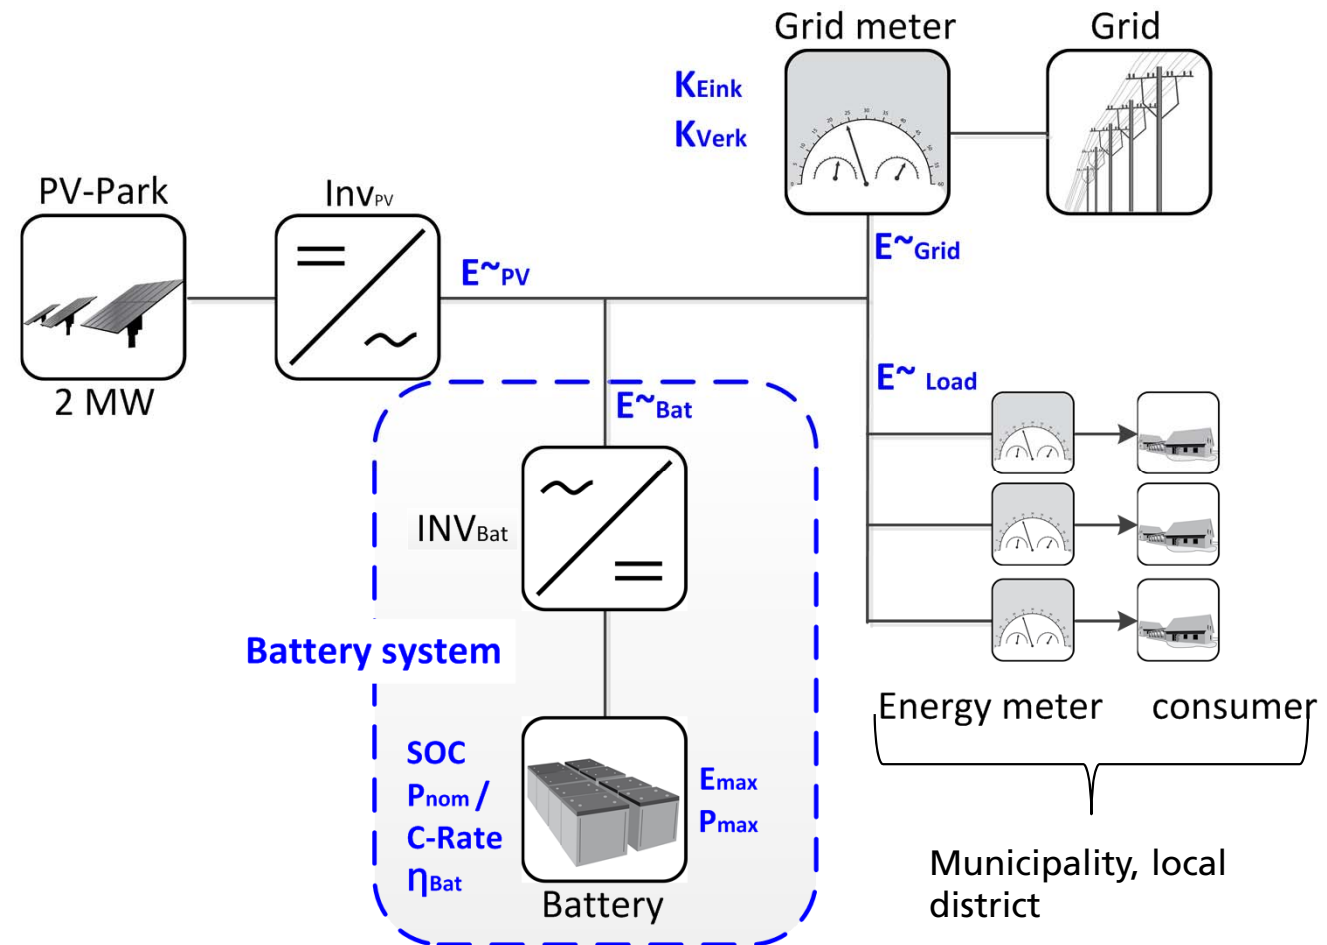 Grid meter
Grid
KEink
KVerk
PV-Park
InvPV
E~PV
E~Grid
2 MW
E~Bat
E~ Load
INVBat
Battery system
Energy meter
consumer
SOC
Pnom /
C-Rate
ηBat
Emax
Pmax
Battery
Municipality, local
district